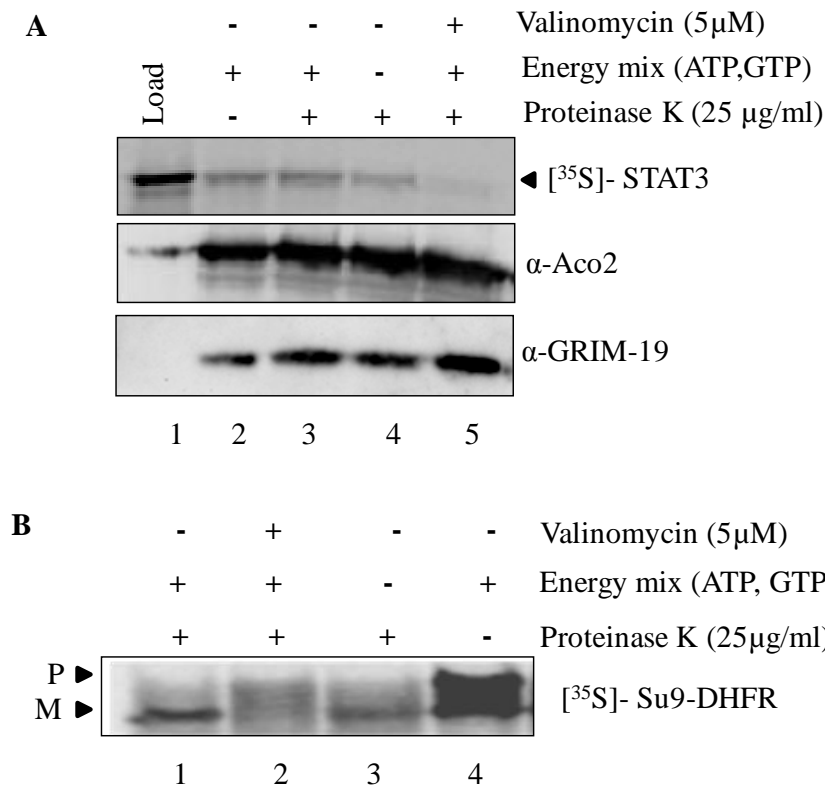 A
- - - + Valinomycin (5µM)
Load + + - + Energy mix (ATP,GTP)
- + + + Proteinase K (25 µg/ml)
[³⁵S]- STAT3
α-Aco2
α-GRIM-19
1 2 3 4 5
B
- + - - Valinomycin (5µM)
+ + - + Energy mix (ATP, GTP
+ + + - Proteinase K (25µg/ml)
P
[³⁵S]- Su9-DHFR
M
1 2 3 4